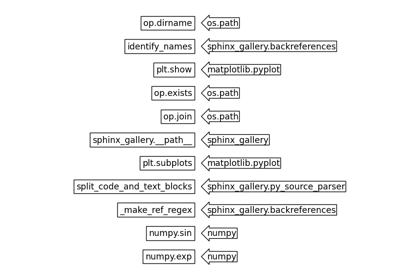 op.dirname os.path
identify_names sphinx_gallery.backreferences
plt.show matplotlib.pyplot
op.exists os.path
op.join os.path
sphinx_gallery.__path__ sphinx_gallery
plt.subplots matplotlib.pyplot
split_code_and_text_blocks sphinx_gallery.py_source_parser
_make_ref_regex sphinx_gallery.backreferences
numpy.sin numpy
numpy.exp numpy